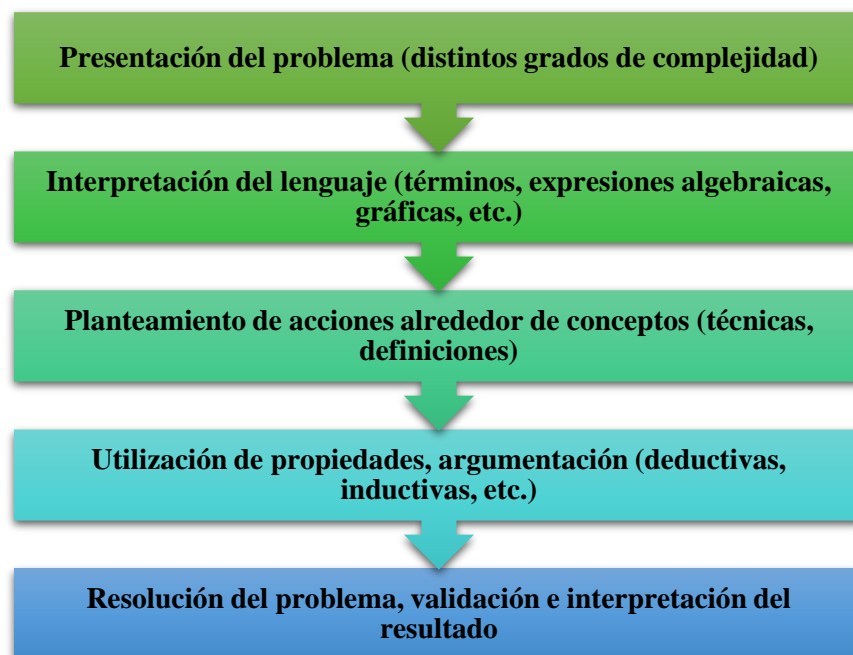 Presentación del problema (distintos grados de complejidad)
Interpretación del lenguaje (términos, expresiones algebraicas,
gráficas, etc.)
Planteamiento de acciones alrededor de conceptos (técnicas,
definiciones)
Utilización de propiedades, argumentación (deductivas,
inductivas, etc.)
Resolución del problema, validación e interpretación del
resultado